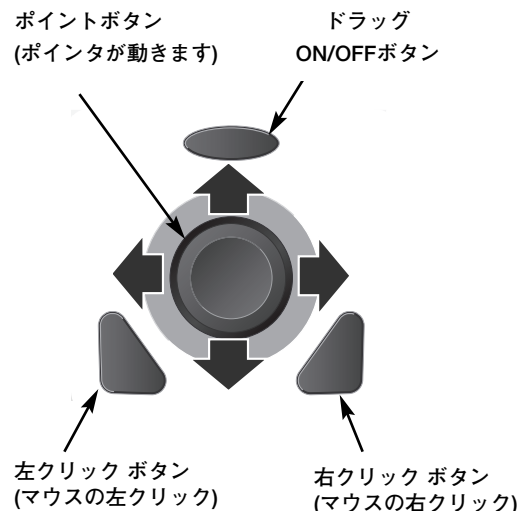 ポイントボタン
(ポインタが動きます)
ドラッグ
ON/OFFボタン
左クリック ボタン
(マウスの左クリック)
右クリック ボタン
(マウスの右クリック)